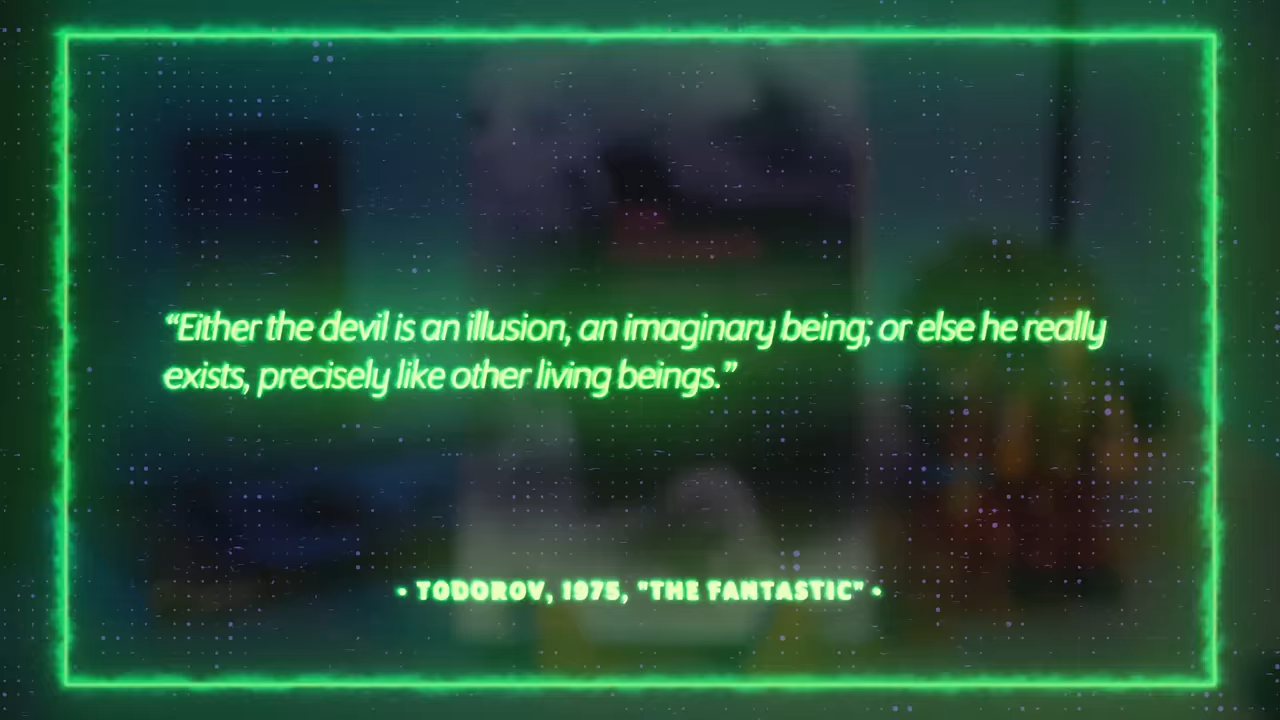 “Either the devil is an illusion, an imaginary being; or else he really
exists, precisely like other living beings.”
• TODOROV, 1975, "THE FANTASTIC" •